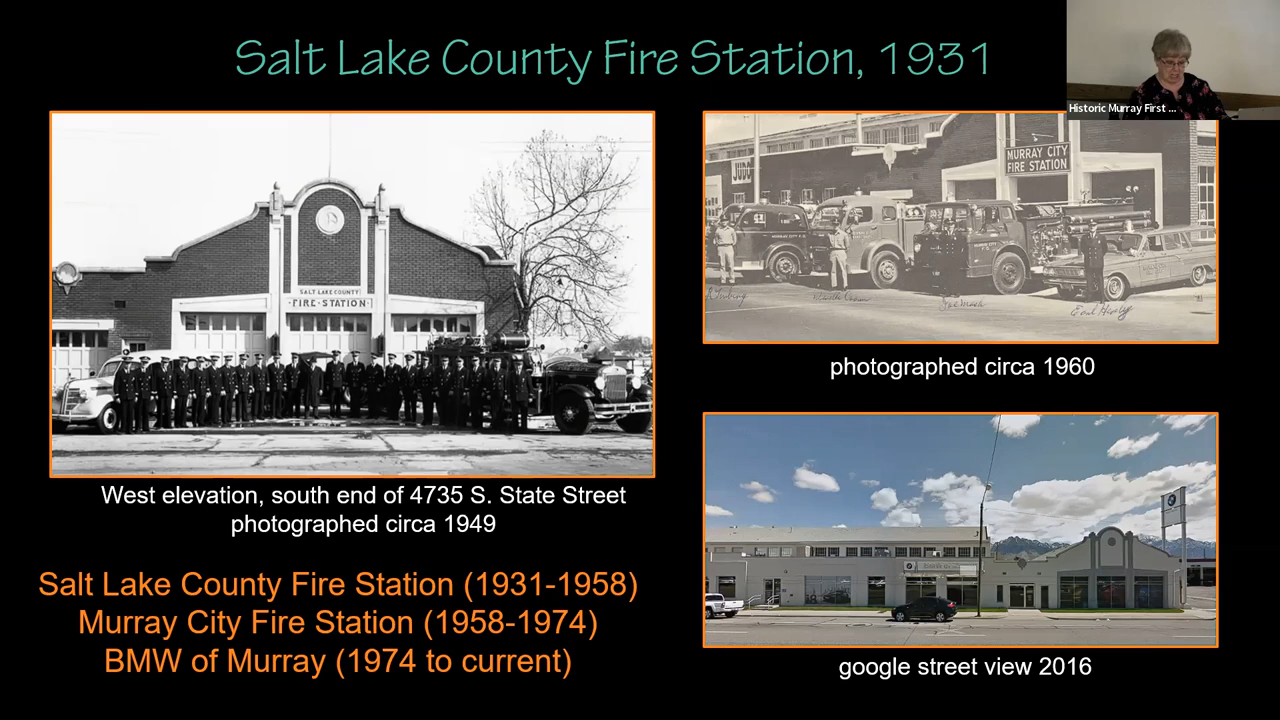 Salt Lake County Fire Station, 1931
Historic Murray First ...
SALT LAKE COUNTY
FIRE-STATION
West elevation, south end of 4735 S. State Street
photographed circa 1949
Salt Lake County Fire Station (1931-1958)
Murray City Fire Station (1958-1974)
BMW of Murray (1974 to current)
JUDO
MURRAY CITY
FIRE STATION
photographed circa 1960
google street view 2016